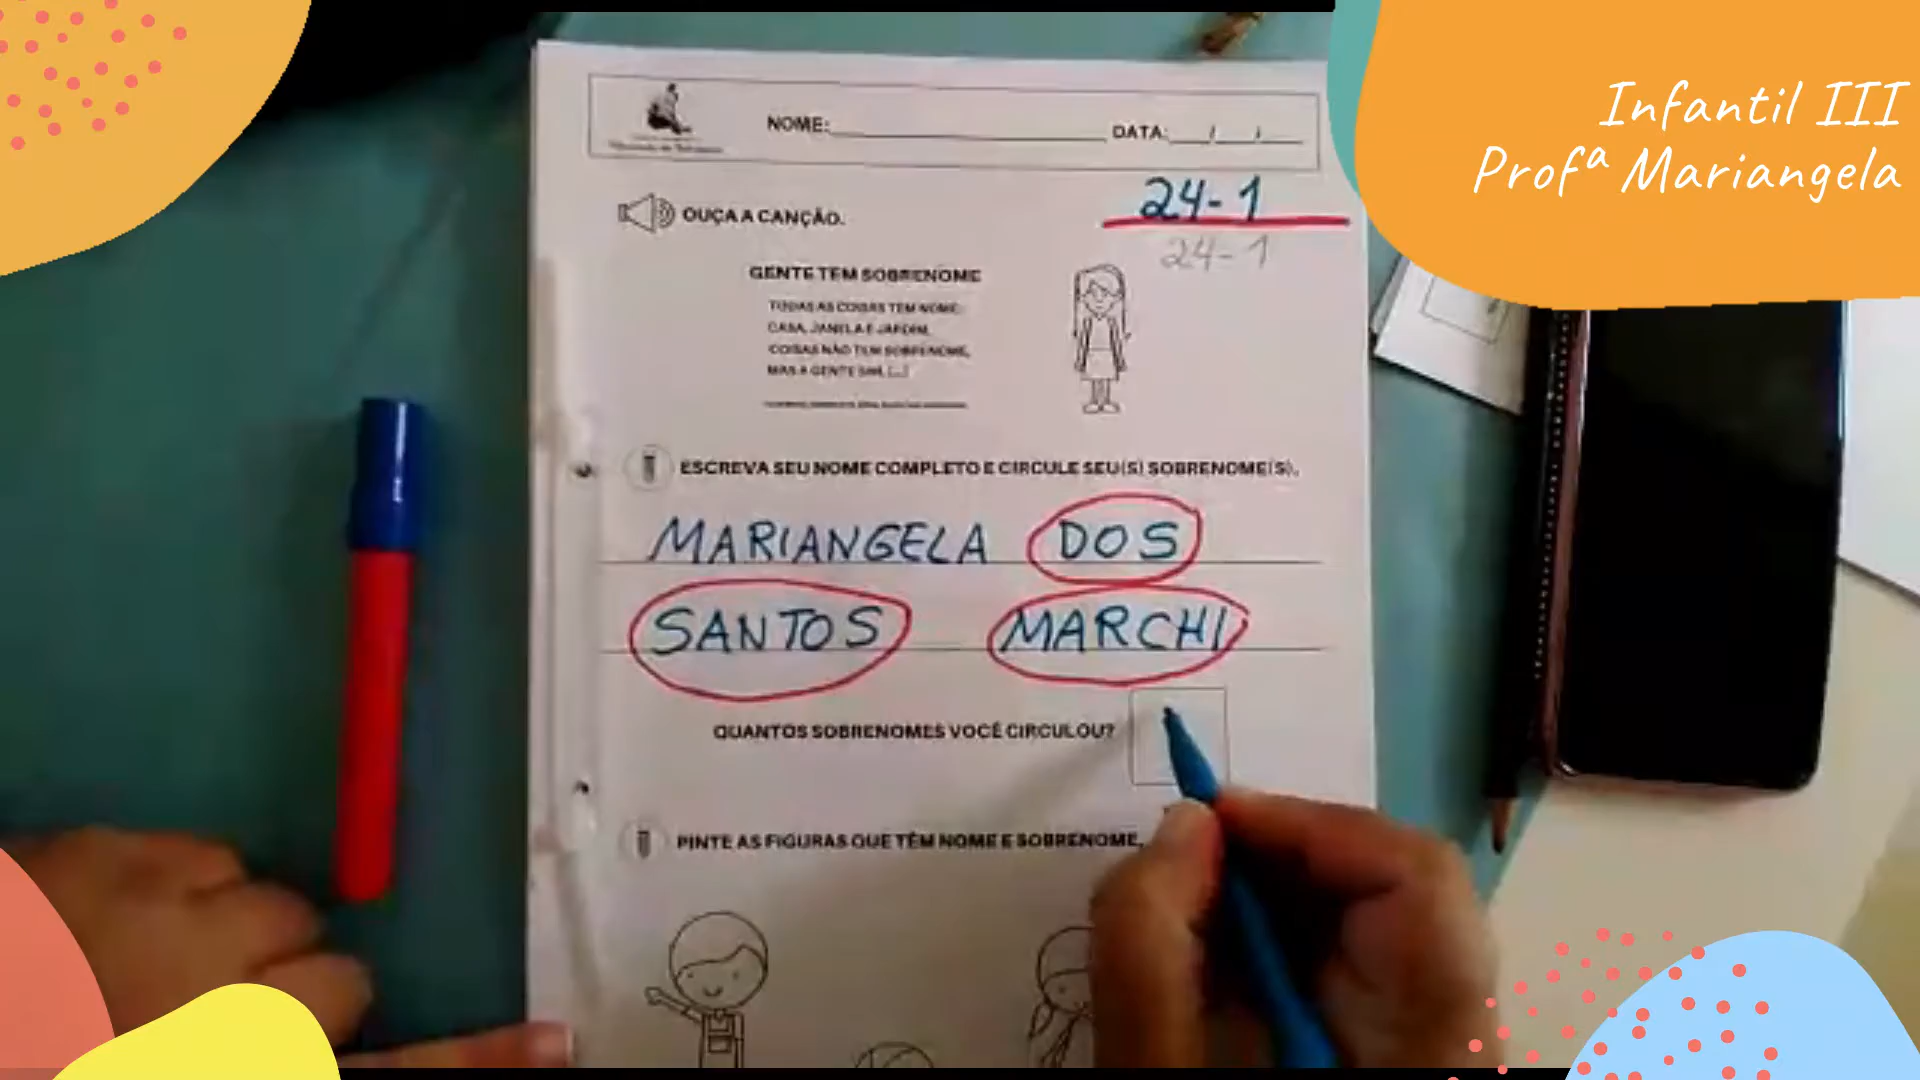 Infantil III
Profª Mariangela
NOME: DATA: / /
24-1
24-1
OUÇA A CANÇÃO.
GENTE TEM SOBRENOME
TODAS AS COISAS TEM NOME:
CASA, JANELA E JARDIM.
COISAS NÃO TEM SOBRENOME,
MAS A GENTE SIM. [...]
ESCREVA SEU NOME COMPLETO E CIRCULE SEU(S) SOBRENOME(S).
MARIANGELA DOS
SANTOS MARCHI
QUANTOS SOBRENOMES VOCÊ CIRCULOU?
PINTE AS FIGURAS QUE TÊM NOME E SOBRENOME.